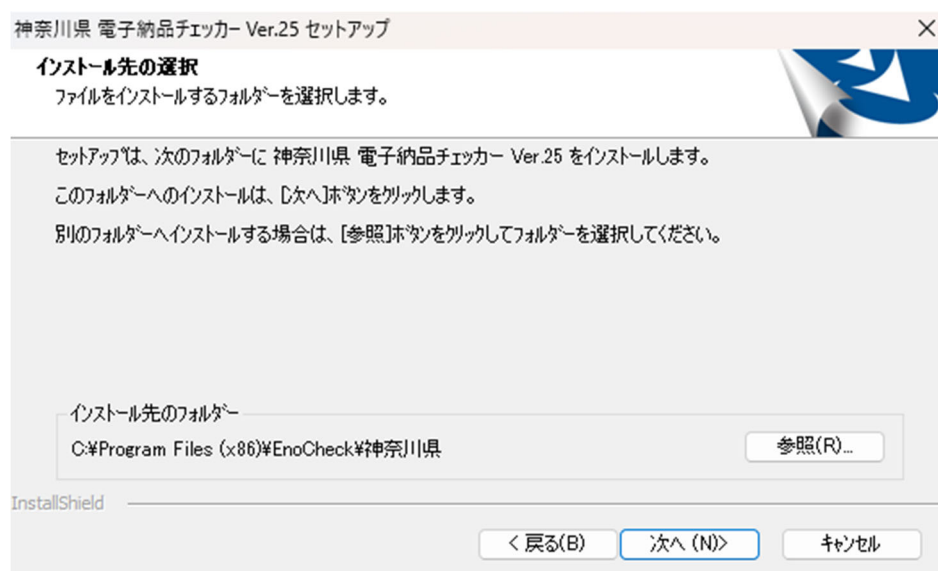 神奈川県 電子納品チェッカー Ver.25 セットアップ
インストール先の選択
ファイルをインストールするフォルダーを選択します。
セットアップは、次のフォルダーに 神奈川県 電子納品チェッカー Ver.25 をインストールします。
このフォルダーへのインストールは、[次へ]ボタンをクリックします。
別のフォルダーへインストールする場合は、[参照]ボタンをクリックしてフォルダーを選択してください。
インストール先のフォルダー
C:¥Program Files (x86)¥EnoCheck¥神奈川県
参照(R)...
InstallShield
< 戻る(B)
次へ (N)>
キャンセル